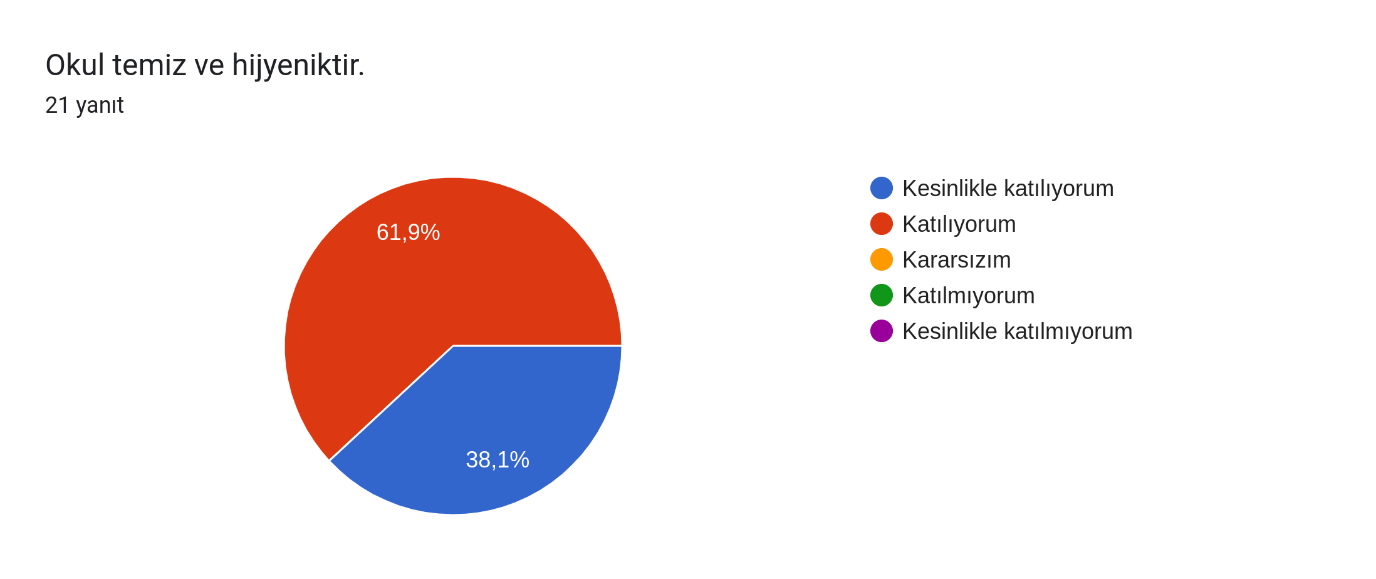 Okul temiz ve hijyeniktir.
21 yanıt
61,9%
38,1%
Kesinlikle katılıyorum
Katılıyorum
Kararsızım
Katılmıyorum
Kesinlikle katılmıyorum